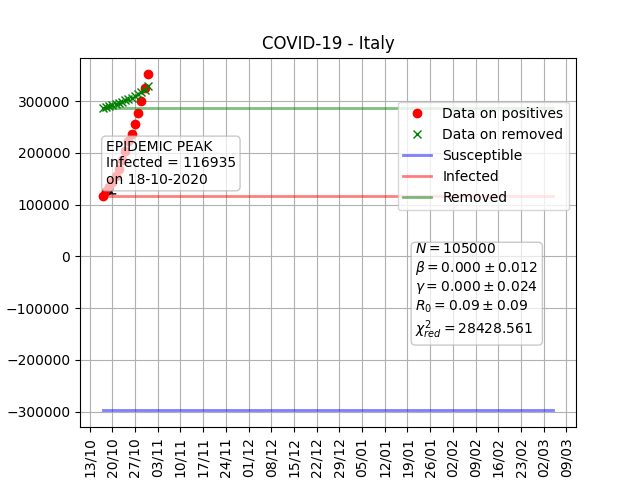 COVID-19 - Italy
300000
200000
100000
0
−100000
−200000
−300000
Data on positives
Data on removed
Susceptible
Infected
Removed
EPIDEMIC PEAK
Infected = 116935
on 18-10-2020
N = 105000
β = 0.000 ± 0.012
γ = 0.000 ± 0.024
R₀ = 0.09 ± 0.09
χ²red = 28428.561
13/10
20/10
27/10
03/11
10/11
17/11
24/11
01/12
08/12
15/12
22/12
29/12
05/01
12/01
19/01
26/01
02/02
09/02
16/02
23/02
02/03
09/03